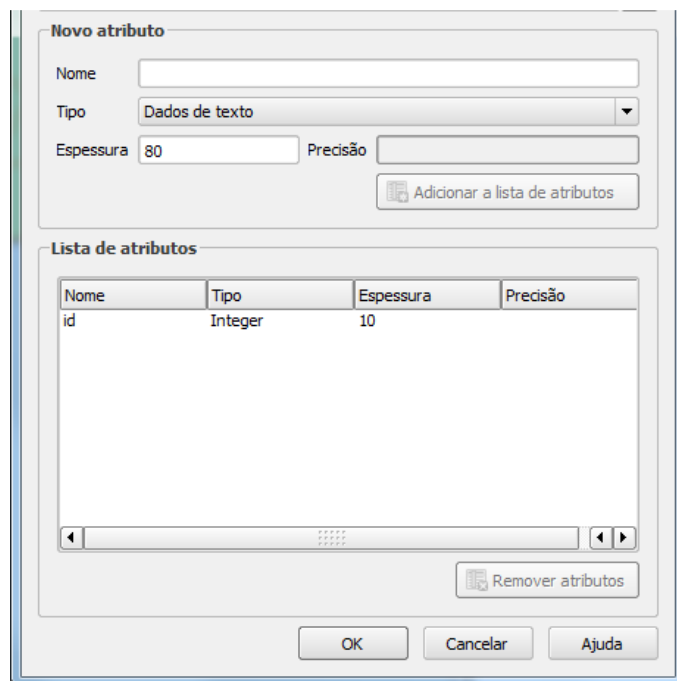 Novo atributo
Nome
Tipo Dados de texto
Espessura 80 Precisão
Adicionar a lista de atributos
Lista de atributos
Nome Tipo Espessura Precisão
id Integer 10
Remover atributos
OK Cancelar Ajuda